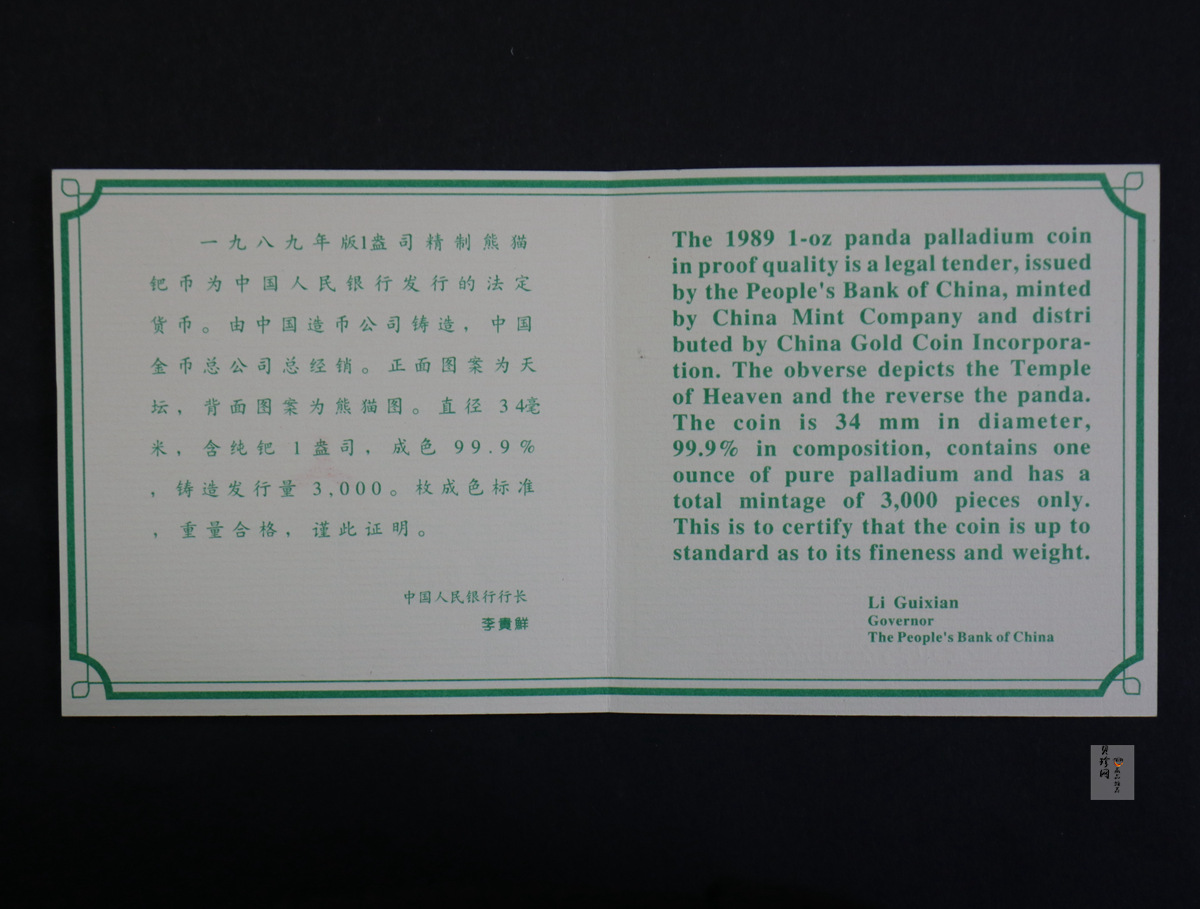 一九八九年版1盎司精制熊猫
钯币为中国人民银行发行的法定
货币。由中国造币公司铸造，中国
金币总公司总经销。正面图案为天
坛，背面图案为熊猫图。直径 34毫
米，含纯钯 1 盎司，成色 99.9%
，铸造发行量 3,000。枚成色标准
，重量合格，谨此证明。
中国人民银行行长
李貴鲜
The 1989 1-oz panda palladium coin
in proof quality is a legal tender, issued
by the People's Bank of China, minted
by China Mint Company and distri
buted by China Gold Coin Incorpora-
tion. The obverse depicts the Temple
of Heaven and the reverse the panda.
The coin is 34 mm in diameter,
99.9% in composition, contains one
ounce of pure palladium and has a
total mintage of 3,000 pieces only.
This is to certify that the coin is up to
standard as to its fineness and weight.
Li Guixian
Governor
The People's Bank of China